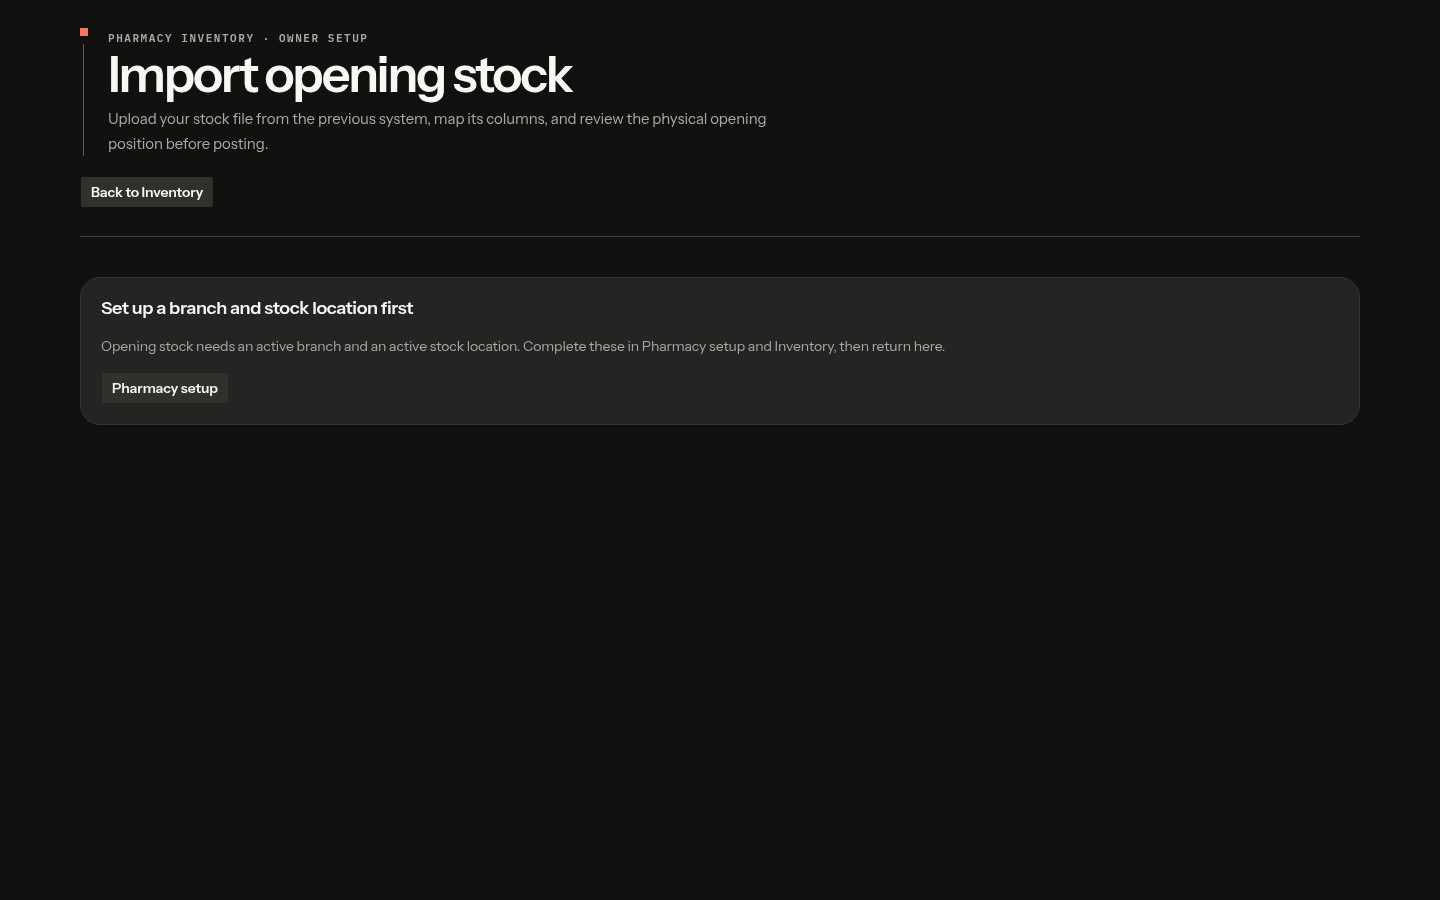 PHARMACY INVENTORY · OWNER SETUP
Import opening stock
Upload your stock file from the previous system, map its columns, and review the physical opening
position before posting.
Back to Inventory
Set up a branch and stock location first
Opening stock needs an active branch and an active stock location. Complete these in Pharmacy setup and Inventory, then return here.
Pharmacy setup